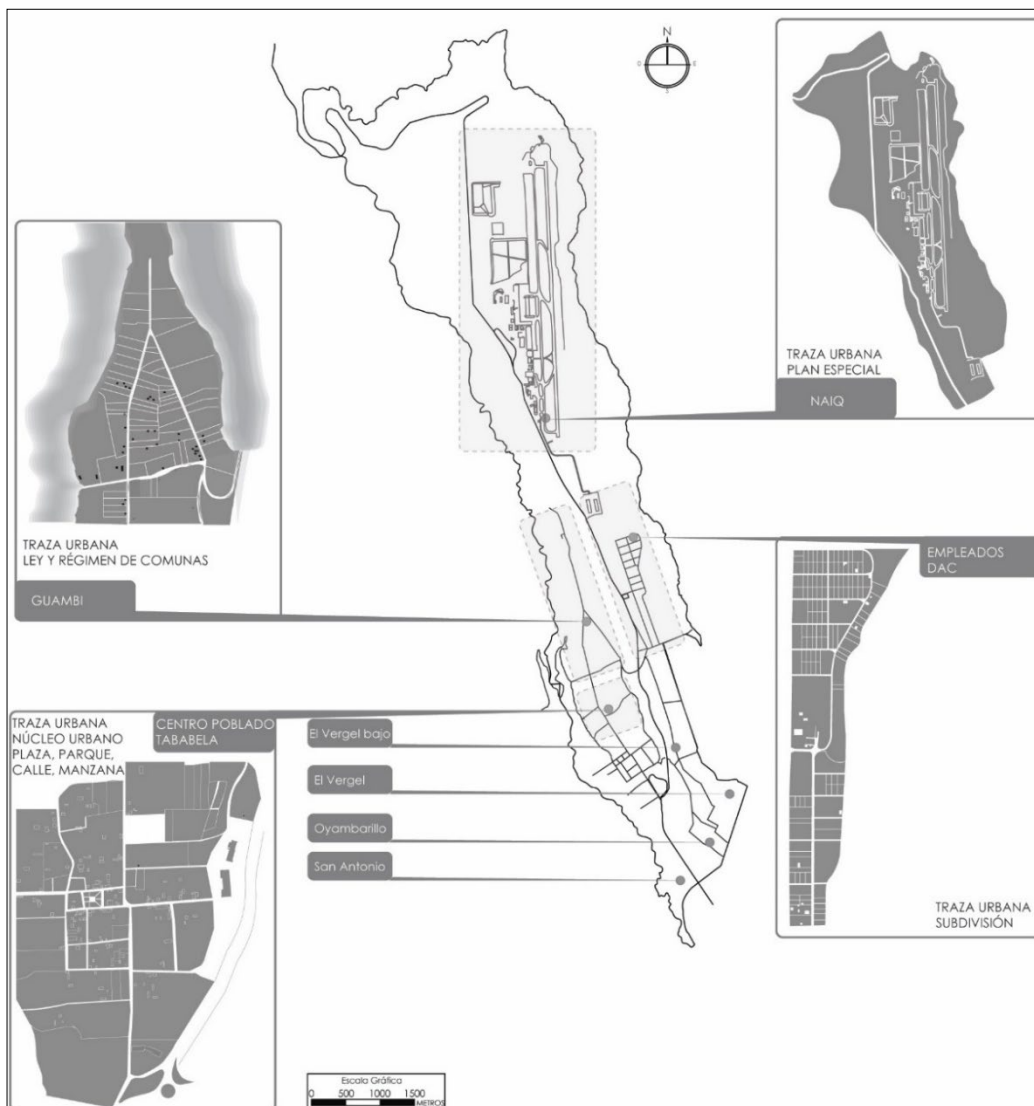 N
O
E
S
TRAZA URBANA
PLAN ESPECIAL
NAIQ
TRAZA URBANA
LEY Y RÉGIMEN DE COMUNAS
GUAMBI
EMPLEADOS
DAC
TRAZA URBANA
SUBDIVISIÓN
TRAZA URBANA
NÚCLEO URBANO
PLAZA, PARQUE,
CALLE, MANZANA
CENTRO POBLADO
TABABELA
El Vergel bajo
El Vergel
Oyambarillo
San Antonio
Escala Gráfica
0 500 1000 1500
METROS